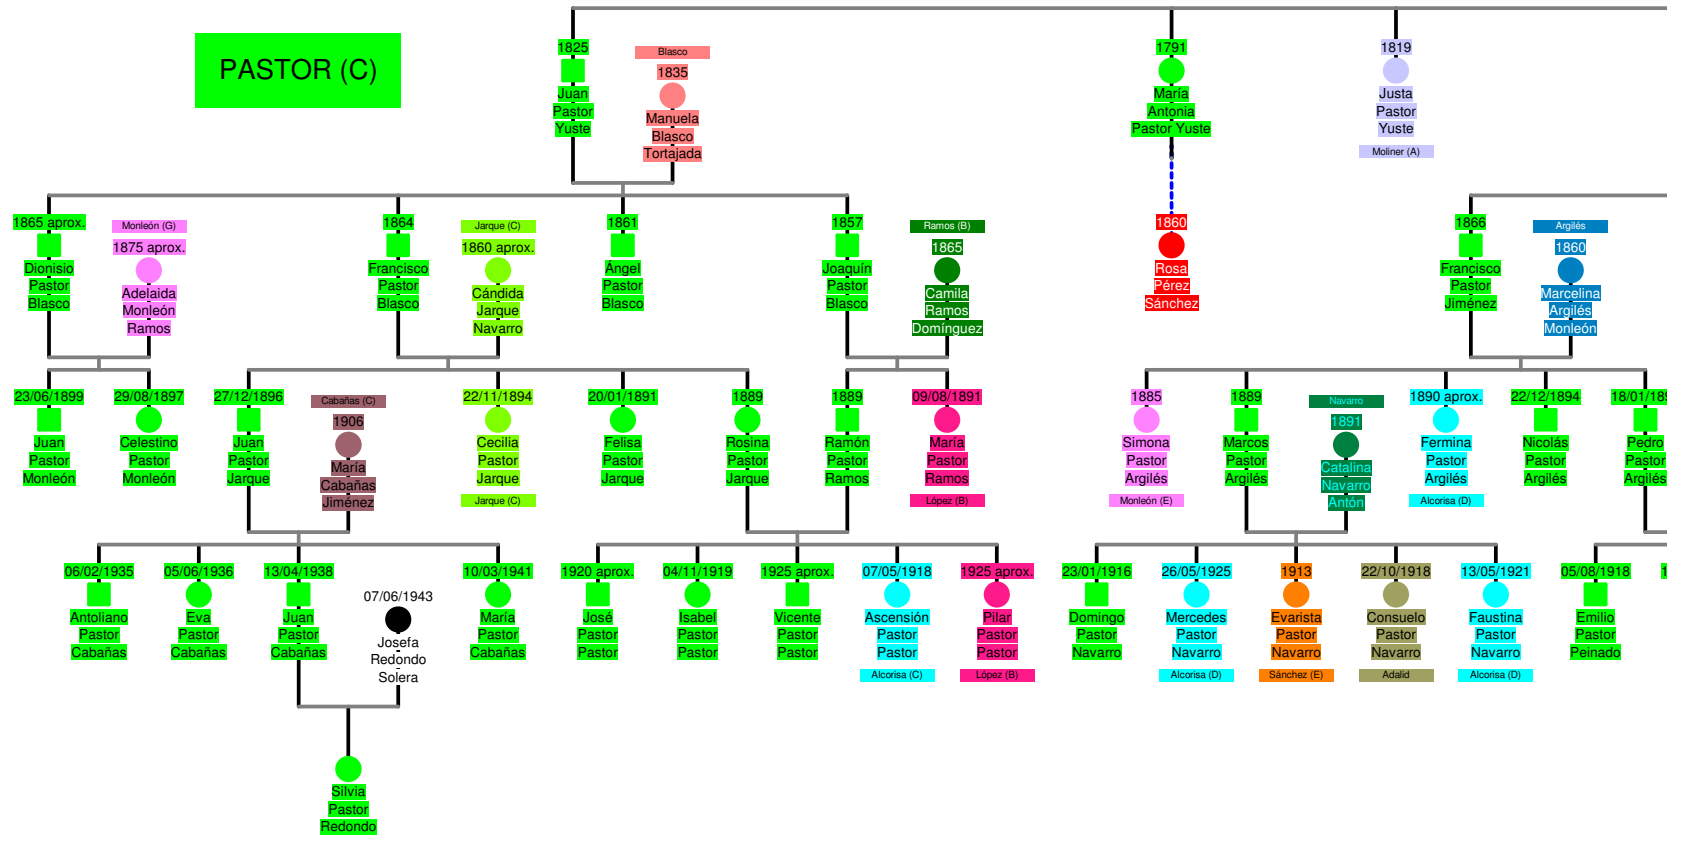 PASTOR (C)
1825
Juan
Pastor
Yuste
Blasco
1835
Manuela
Blasco
Tortajada
1791
María
Antonia
Pastor Yuste
1819
Justa
Pastor
Yuste
Moliner (A)
1865 aprox.
Dionisio
Pastor
Blasco
Monleón (G)
1875 aprox.
Adelaida
Monleón
Ramos
1864
Francisco
Pastor
Blasco
Jarque (C)
1860 aprox.
Cándida
Jarque
Navarro
1861
Ángel
Pastor
Blasco
1857
Joaquín
Pastor
Blasco
Ramos (B)
1865
Camila
Ramos
Domínguez
1860
Rosa
Pérez
Sánchez
1866
Francisco
Pastor
Jiménez
Argilés
1860
Marcelina
Argilés
Monleón
23/06/1899
Juan
Pastor
Monleón
29/08/1897
Celestino
Pastor
Monleón
27/12/1896
Juan
Pastor
Jarque
Cabañas (C)
1906
María
Cabañas
Jiménez
22/11/1894
Cecilia
Pastor
Jarque
Jarque (C)
20/01/1891
Felisa
Pastor
Jarque
1889
Rosina
Pastor
Jarque
1889
Ramón
Pastor
Ramos
09/08/1891
María
Pastor
Ramos
López (B)
1885
Simona
Pastor
Argilés
Monleón (E)
1889
Marcos
Pastor
Argilés
Navarro
1891
Catalina
Navarro
Antón
1890 aprox.
Fermina
Pastor
Argilés
Alcorisa (D)
22/12/1894
Nicolás
Pastor
Argilés
18/01/189
Pedro
Pastor
Argilés
06/02/1935
Antoliano
Pastor
Cabañas
05/06/1936
Eva
Pastor
Cabañas
13/04/1938
Juan
Pastor
Cabañas
07/06/1943
Josefa
Redondo
Solera
10/03/1941
María
Pastor
Cabañas
1920 aprox.
José
Pastor
Pastor
04/11/1919
Isabel
Pastor
Pastor
1925 aprox.
Vicente
Pastor
Pastor
07/05/1918
Ascensión
Pastor
Pastor
Alcorisa (C)
1925 aprox.
Pilar
Pastor
Pastor
López (B)
23/01/1916
Domingo
Pastor
Navarro
26/05/1925
Mercedes
Pastor
Navarro
Alcorisa (D)
1913
Evarista
Pastor
Navarro
Sánchez (E)
22/10/1918
Consuelo
Pastor
Navarro
Adalid
13/05/1921
Faustina
Pastor
Navarro
Alcorisa (D)
05/08/1918
Emilio
Pastor
Peinado
1
Silvia
Pastor
Redondo